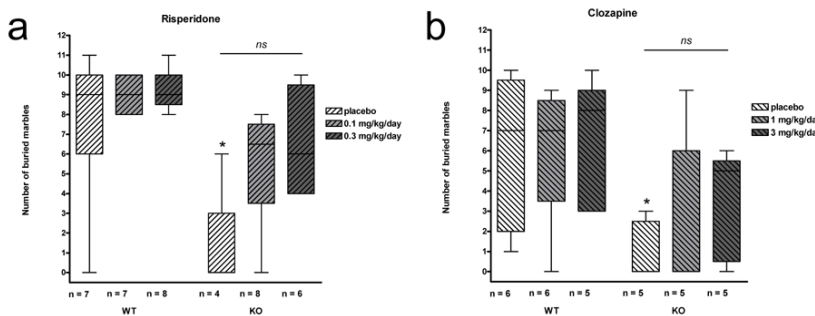 a
Risperidone
Number of buried marbles
12
11
10
9
8
7
6
5
4
3
2
1
0
ns
*
placebo
0.1 mg/kg/day
0.3 mg/kg/day
n = 7
n = 7
n = 8
n = 4
n = 8
n = 6
WT
KO
b
Clozapine
Number of buried marbles
12
11
10
9
8
7
6
5
4
3
2
1
0
ns
*
placebo
1 mg/kg/da
3 mg/kg/da
n = 6
n = 6
n = 5
n = 5
n = 5
n = 5
WT
KO